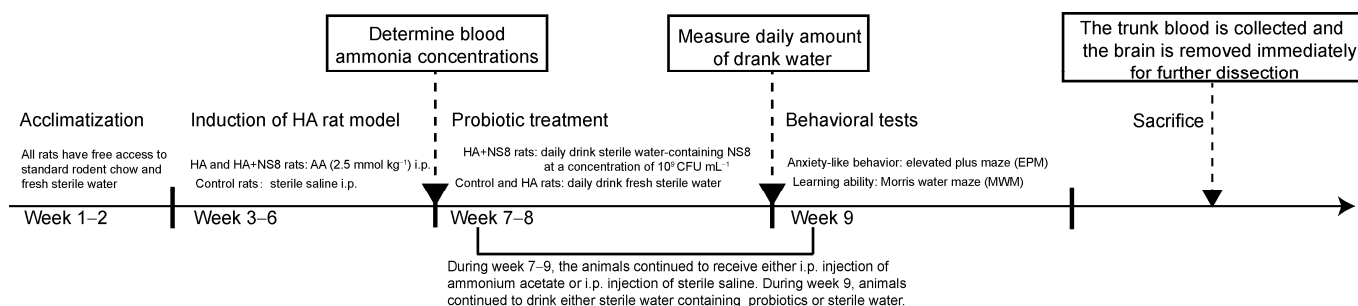 Determine blood
ammonia concentrations
Measure daily amount
of drank water
The trunk blood is collected and
the brain is removed immediately
for further dissection
Acclimatization
All rats have free access to
standard rodent chow and
fresh sterile water
Induction of HA rat model
HA and HA+NS8 rats: AA (2.5 mmol kg⁻¹) i.p.
Control rats: sterile saline i.p.
Probiotic treatment
HA+NS8 rats: daily drink sterile water-containing NS8
at a concentration of 10⁹ CFU mL⁻¹
Control and HA rats: daily drink fresh sterile water
Behavioral tests
Anxiety-like behavior: elevated plus maze (EPM)
Learning ability: Morris water maze (MWM)
Sacrifice
Week 1–2
Week 3–6
Week 7–8
Week 9
During week 7–9, the animals continued to receive either i.p. injection of
ammonium acetate or i.p. injection of sterile saline. During week 9, animals
continued to drink either sterile water containing probiotics or sterile water.